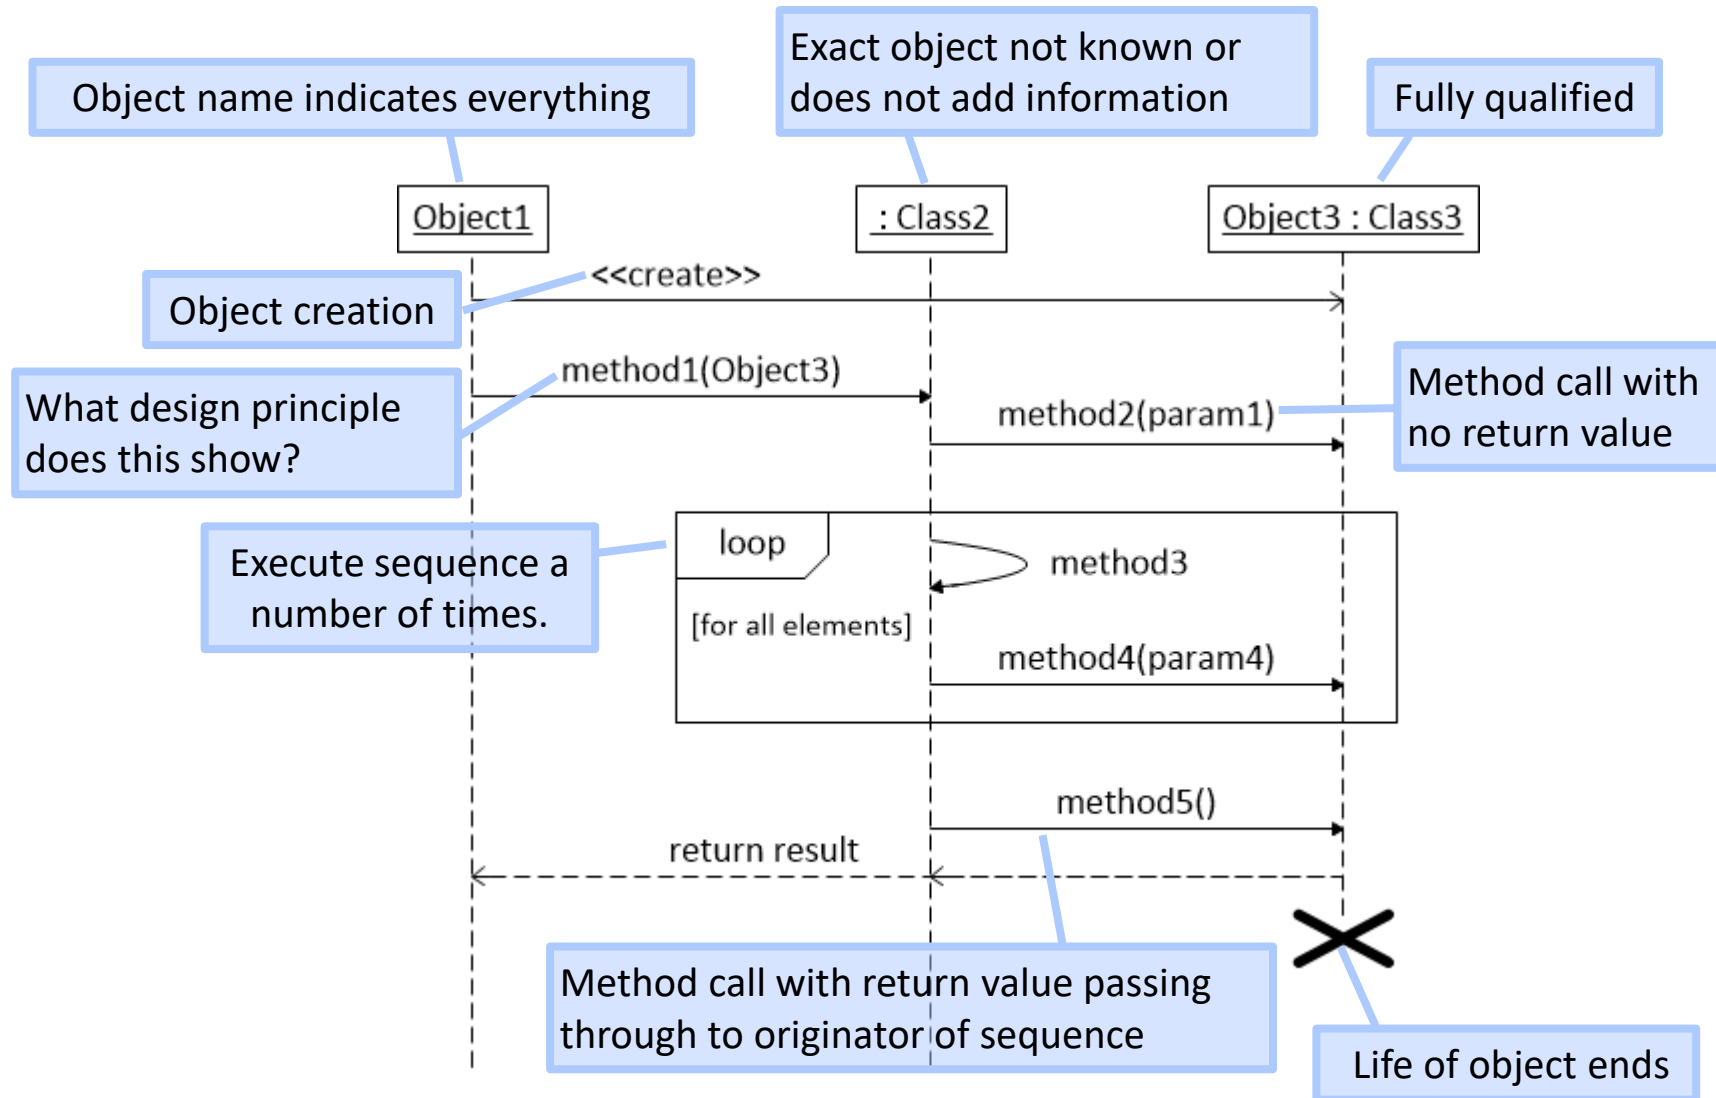 Object name indicates everything
Exact object not known or
does not add information
Fully qualified
Object1
: Class2
Object3 : Class3
<<create>>
Object creation
method1(Object3)
What design principle
does this show?
method2(param1)
Method call with
no return value
Execute sequence a
number of times.
loop
method3
[for all elements]
method4(param4)
method5()
return result
Method call with return value passing
through to originator of sequence
Life of object ends